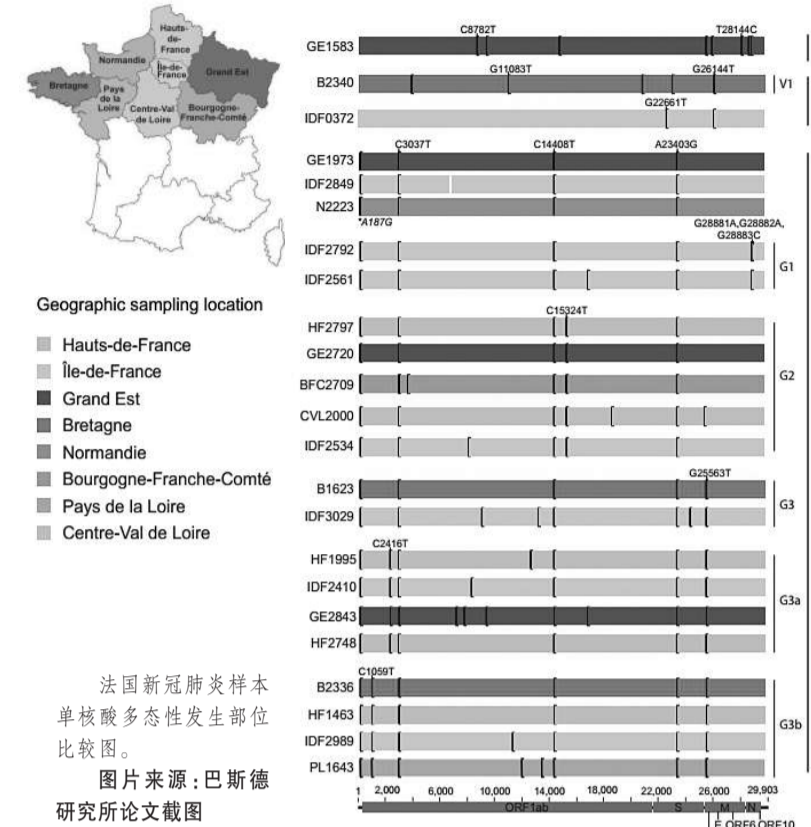 Hauts-
de-
France
Normandie
Île-de-
France
Grand Est
Bretagne
Pays
de la
Loire
Centre-Val
de Loire
Bourgogne-
Franche-Comté
Geographic sampling location
Hauts-de-France
Île-de-France
Grand Est
Bretagne
Normandie
Bourgogne-Franche-Comté
Pays de la Loire
Centre-Val de Loire
法国新冠肺炎样本
单核酸多态性发生部位
比较图。
图片来源:巴斯德
研究所论文截图
C8782T T28144C
GE1583
G11083T G26144T
B2340 V1
G22661T
IDF0372
C3037T C14408T A23403G
GE1973
IDF2849
N2223
*A187G G28881A,G28882A,
G28883C
IDF2792
G1
IDF2561
C15324T
HF2797
GE2720
G2
BFC2709
CVL2000
IDF2534
G25563T
B1623
G3
IDF3029
C2416T
HF1995
IDF2410
G3a
GE2843
HF2748
C1059T
B2336
HF1463
G3b
IDF2989
PL1643
1 2,000 6,000 10,000 14,000 18,000 22,000 26,000 29,903
ORF1ab S M N
E ORF6 ORF10